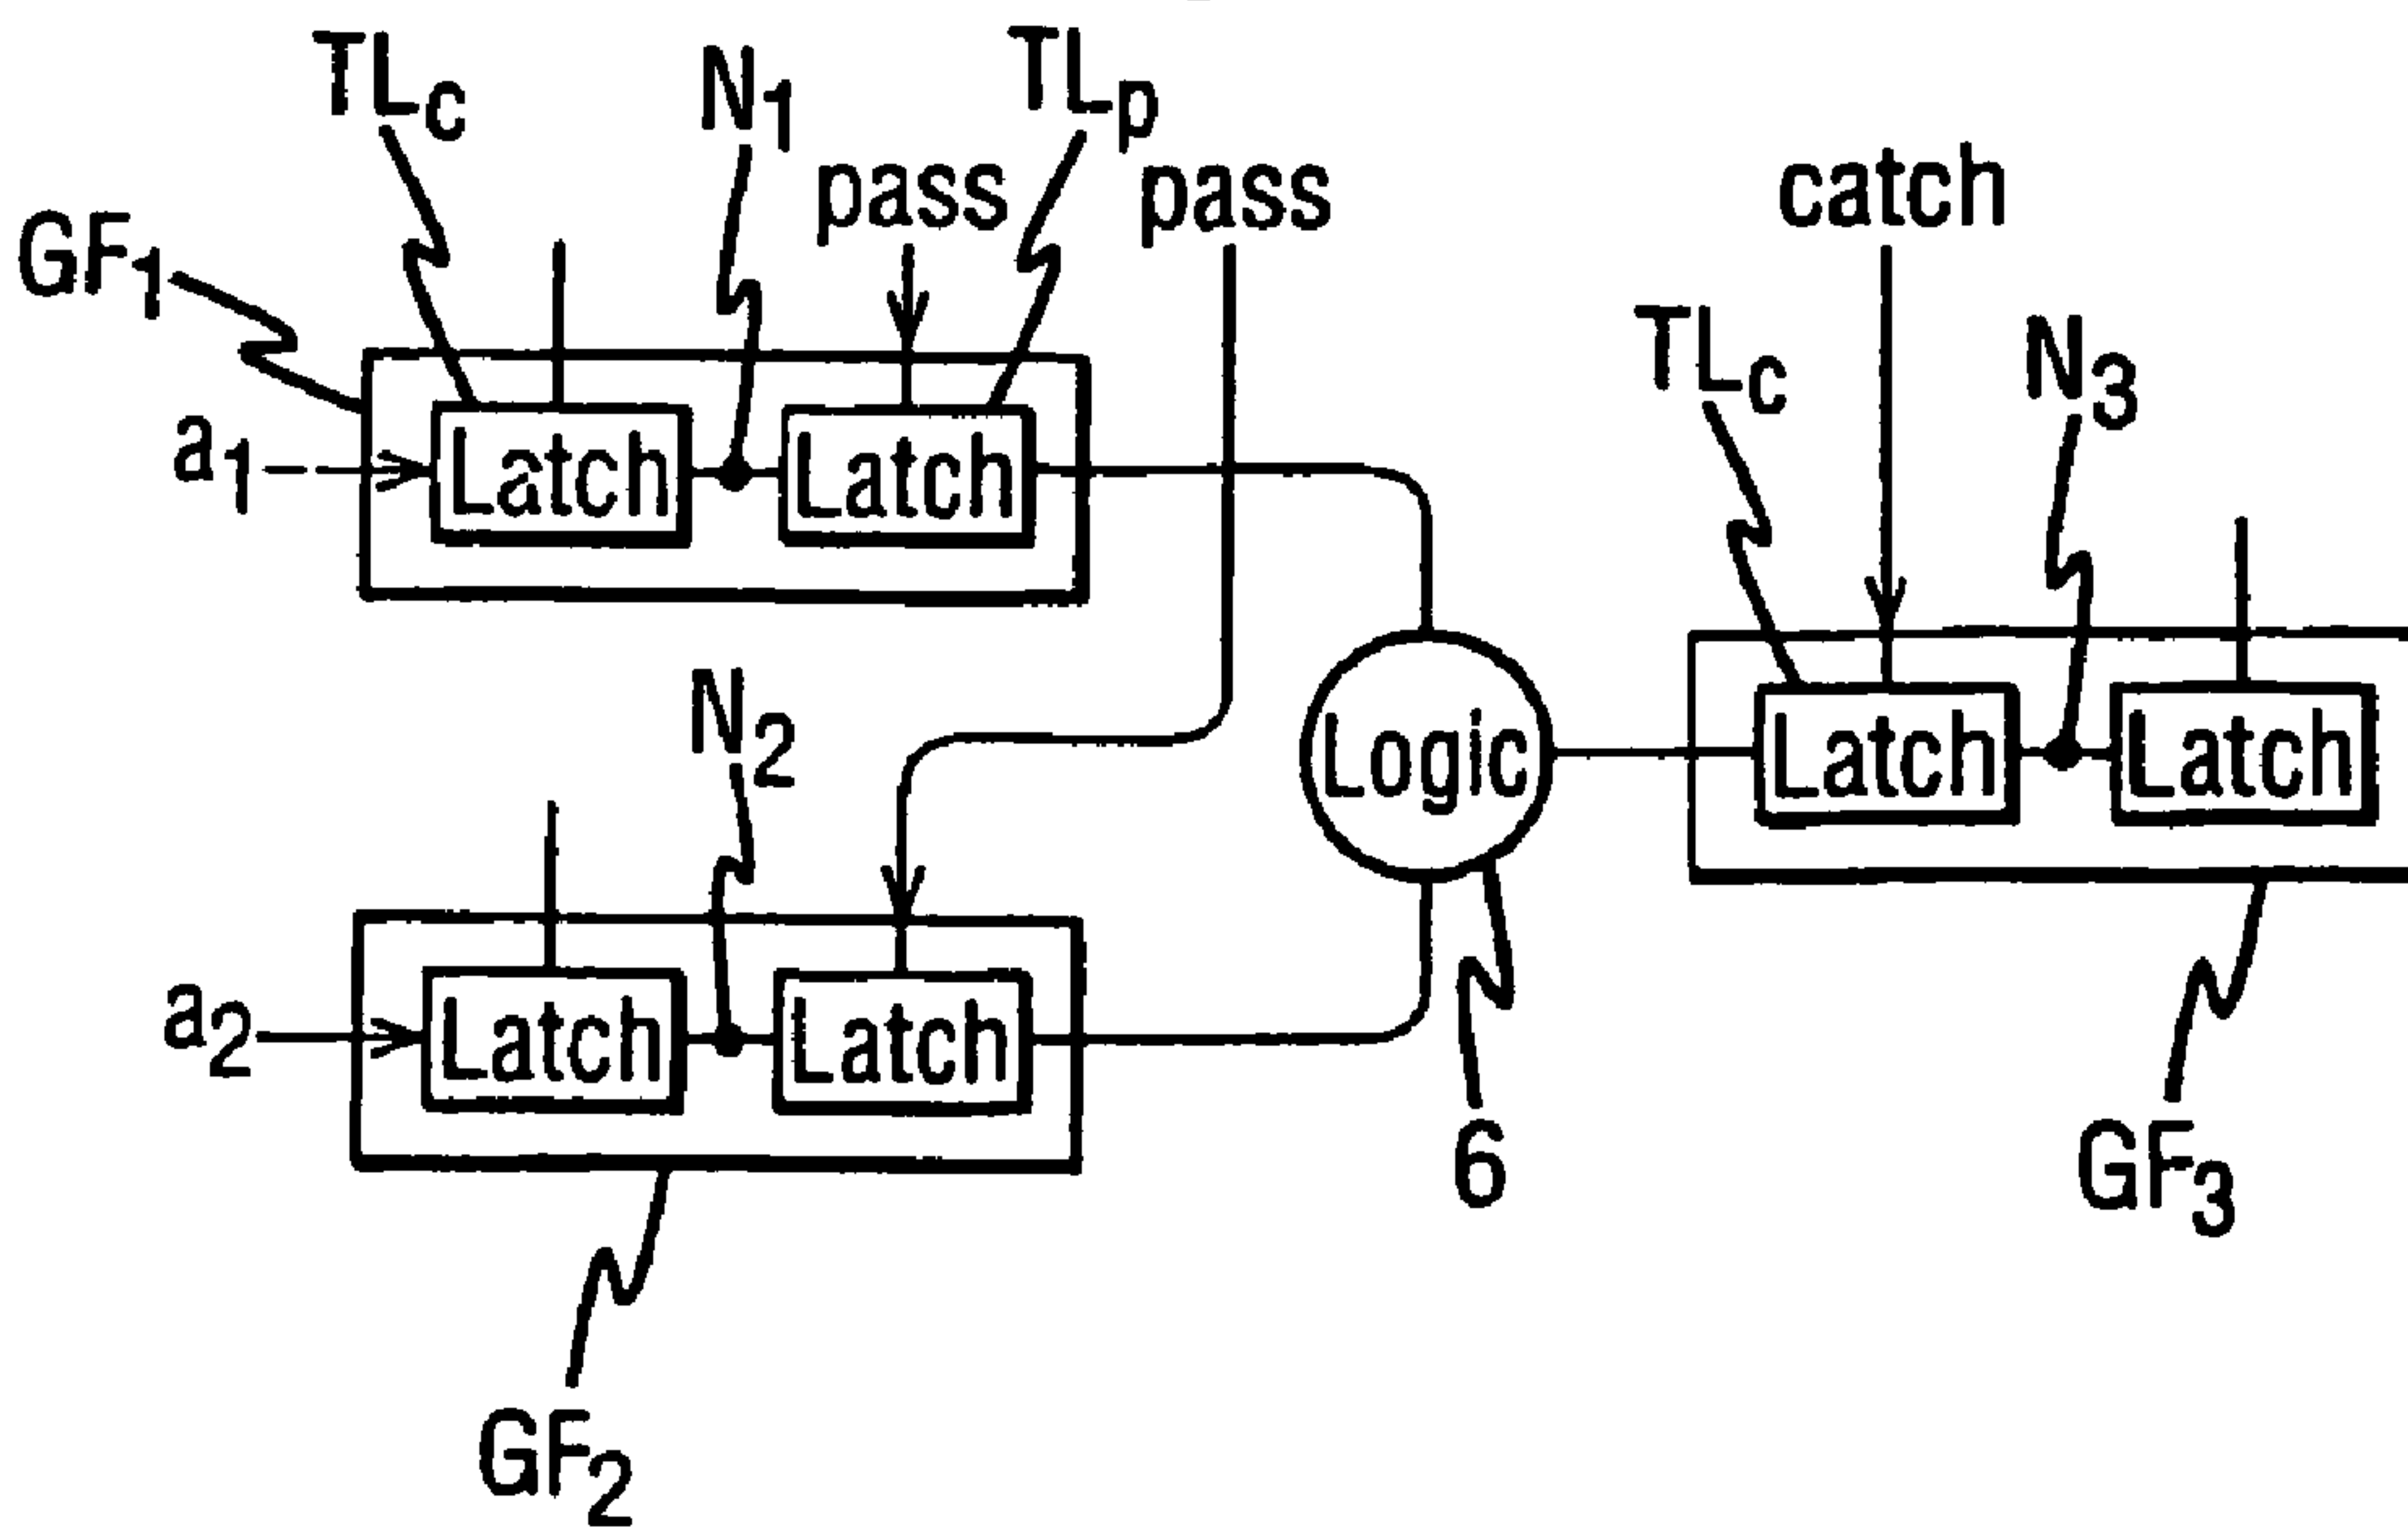 TLc N1 TLp
pass pass catch
GF1
TLc N3
a1 Latch Latch
N2
Logic Latch Latch
a2 Latch Latch
6 GF3
GF2